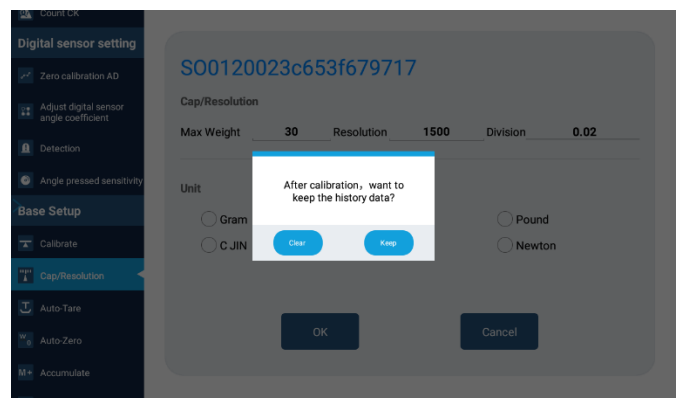 Count CK
Digital sensor setting
Zero calibration AD
Adjust digital sensor
angle coefficient
Detection
Angle pressed sensitivity
Base Setup
Calibrate
Cap/Resolution
Auto-Tare
Auto-Zero
M+ Accumulate
SO0120023c653f679717
Cap/Resolution
Max Weight 30 Resolution 1500 Division 0.02
Unit
Gram
Pound
C JIN
Newton
After calibration，want to
keep the history data?
Clear
Keep
OK
Cancel